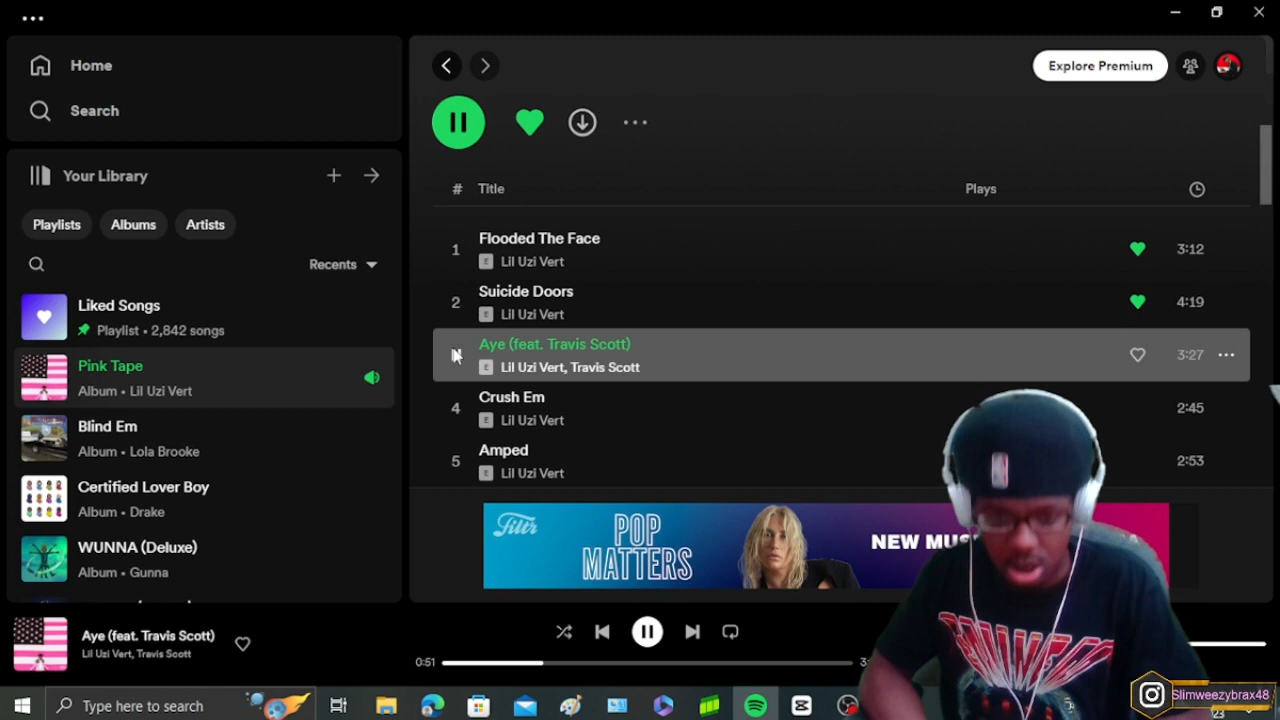 Home
Search
Explore Premium
Your Library
Playlists
Albums
Artists
Recents
Liked Songs
Playlist • 2,842 songs
Pink Tape
Album • Lil Uzi Vert
Blind Em
Album • Lola Brooke
Certified Lover Boy
Album • Drake
WUNNA (Deluxe)
Album • Gunna
# Title Plays
1 Flooded The Face 3:12
E Lil Uzi Vert
2 Suicide Doors 4:19
E Lil Uzi Vert
Aye (feat. Travis Scott) 3:27
E Lil Uzi Vert, Travis Scott
4 Crush Em 2:45
E Lil Uzi Vert
5 Amped 2:53
E Lil Uzi Vert
Filtr
POP
MATTERS
NEW
Aye (feat. Travis Scott)
Lil Uzi Vert, Travis Scott
0:51
Type here to search
Slimweezybrax48
23